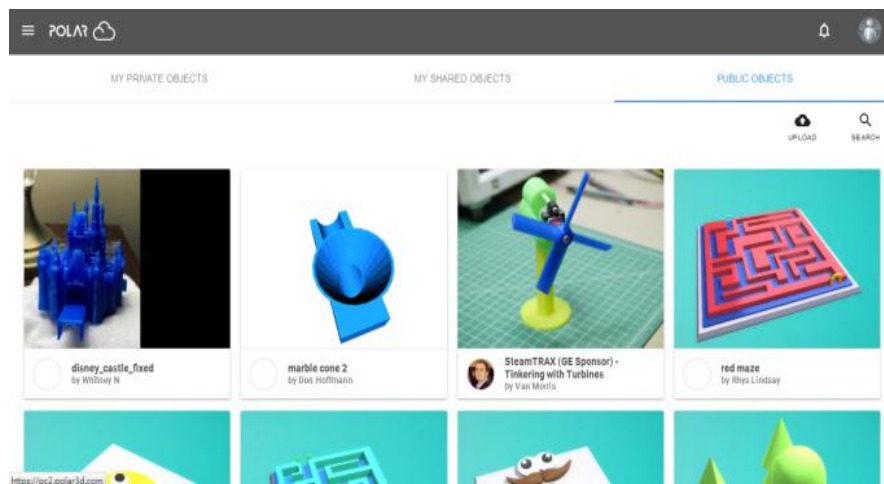 POLAR
MY PRIVATE OBJECTS
MY SHARED OBJECTS
PUBLIC OBJECTS
UPLOAD
SEARCH
disney_castle_fixed
by Whitney N
marble cone 2
by Don Hoffmann
SteamTRAX (GE Sponsor) -
Tinkering with Turbines
by Van Morris
red maze
by Rhys Lindsay
https://pc2.polar3d.com